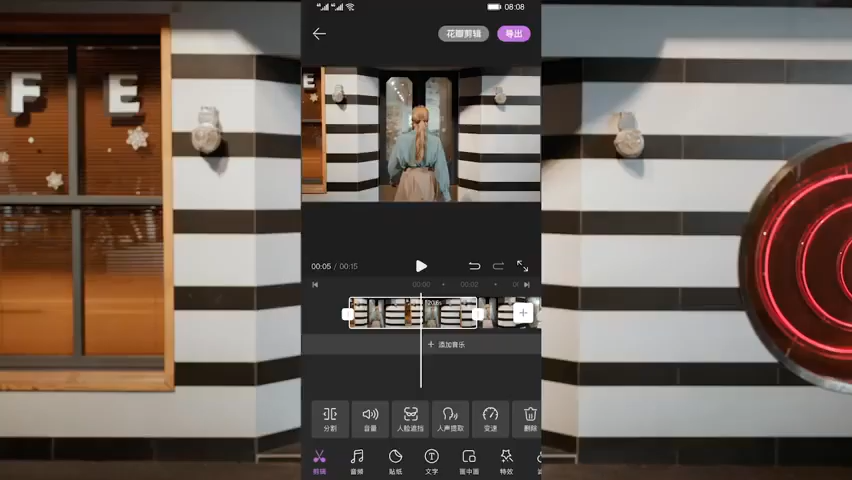 08:08
花瓣剪辑
导出
F E
E
00:05 / 00:15
00:00
00:02
添加音乐
分割
音量
人脸遮挡
人声提取
变速
删除
剪辑
音频
贴纸
文字
画中画
特效